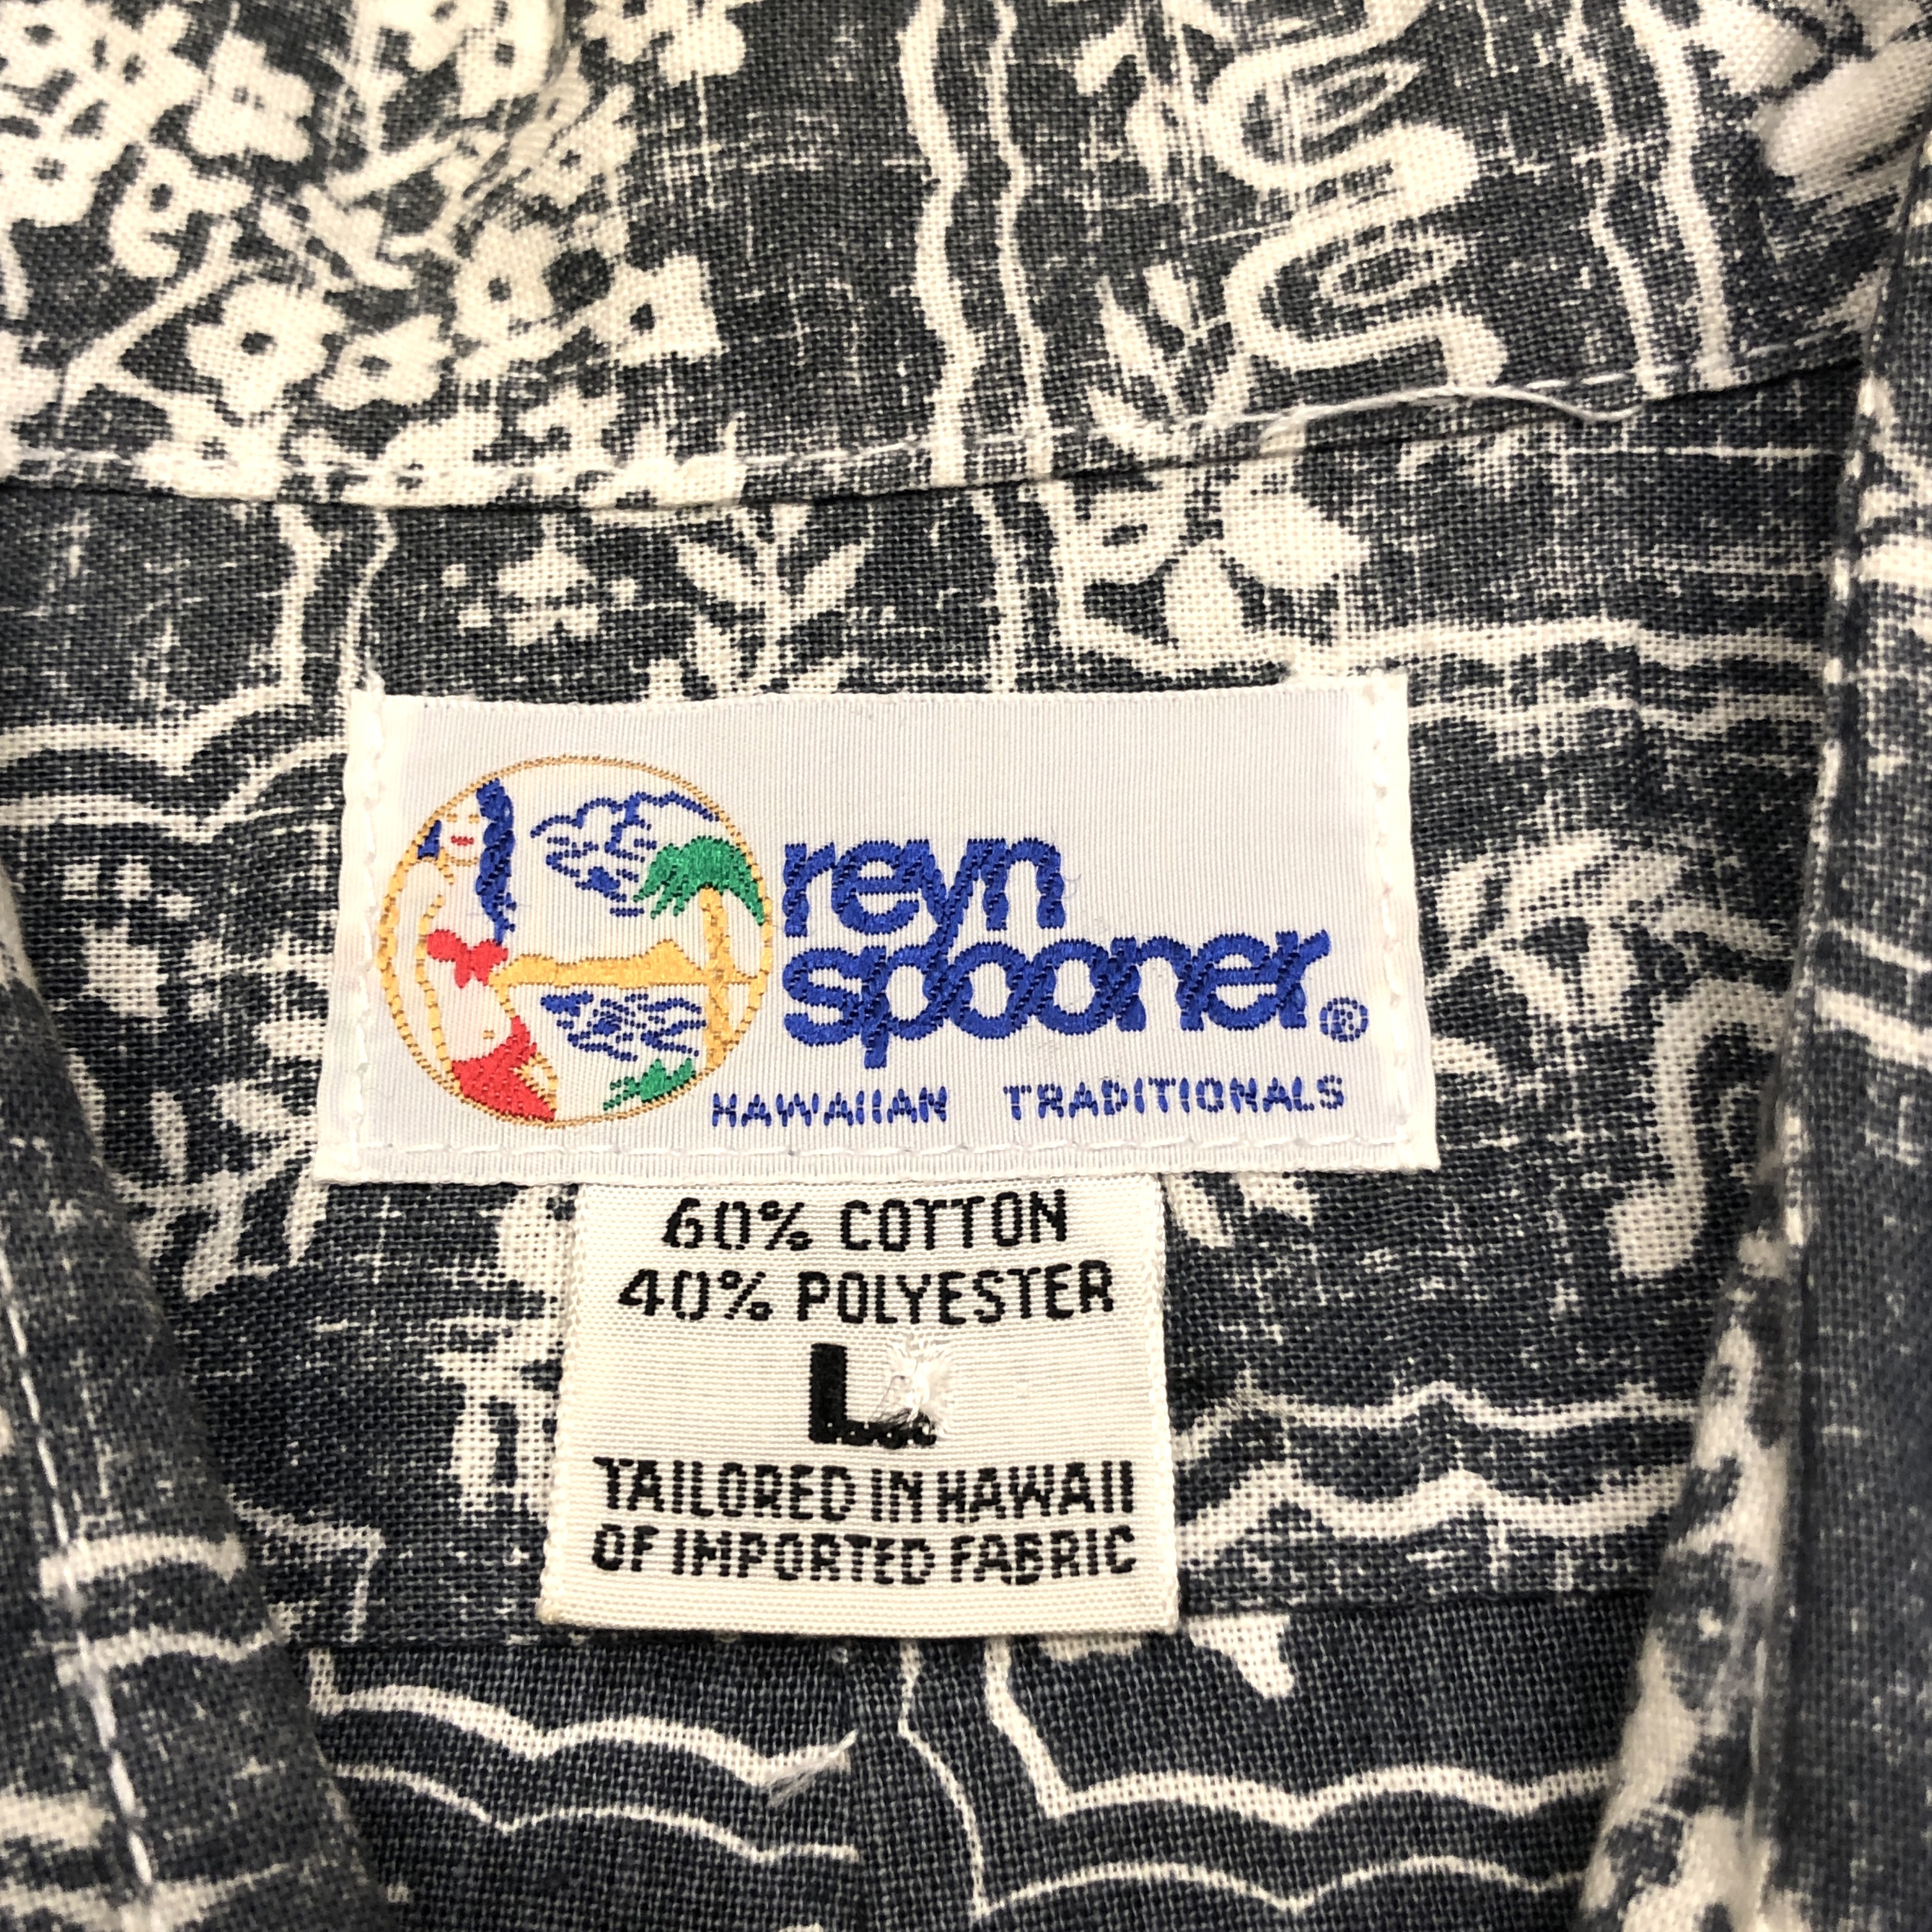 reyn
spooner®
HAWAIIAN TRADITIONALS
60% COTTON
40% POLYESTER
L
TAILORED IN HAWAII
OF IMPORTED FABRIC